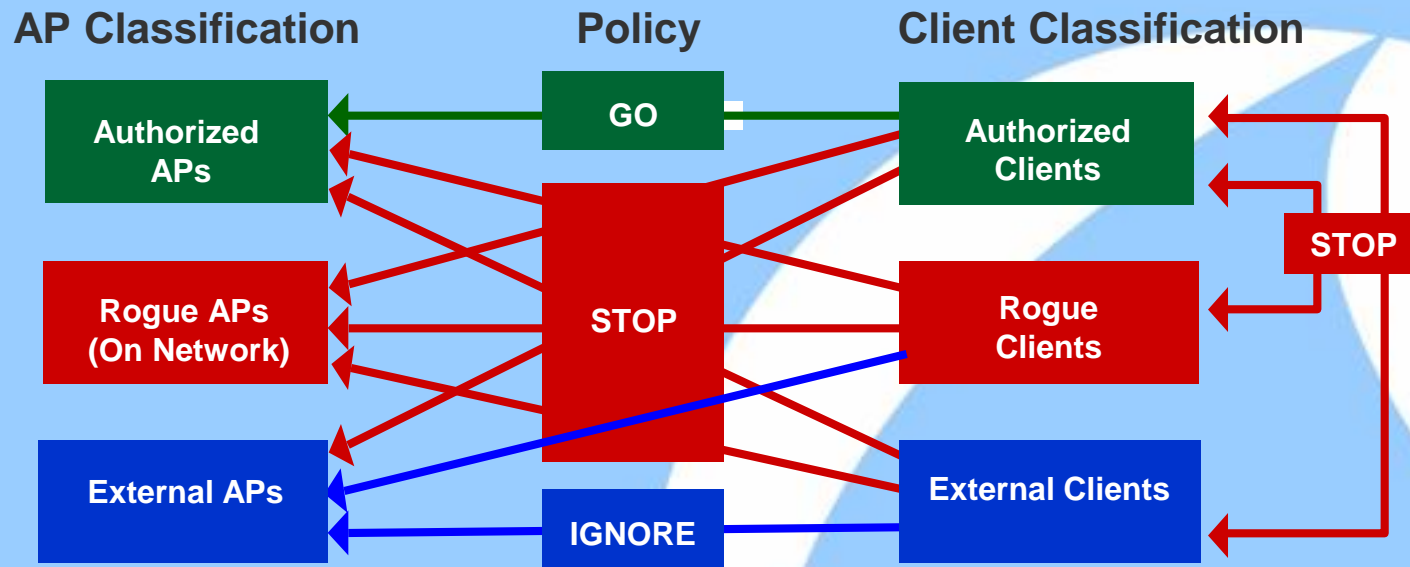 AP Classification
Policy
Client Classification
Authorized
APs
GO
Authorized
Clients
STOP
Rogue APs
(On Network)
STOP
Rogue
Clients
External APs
IGNORE
External Clients